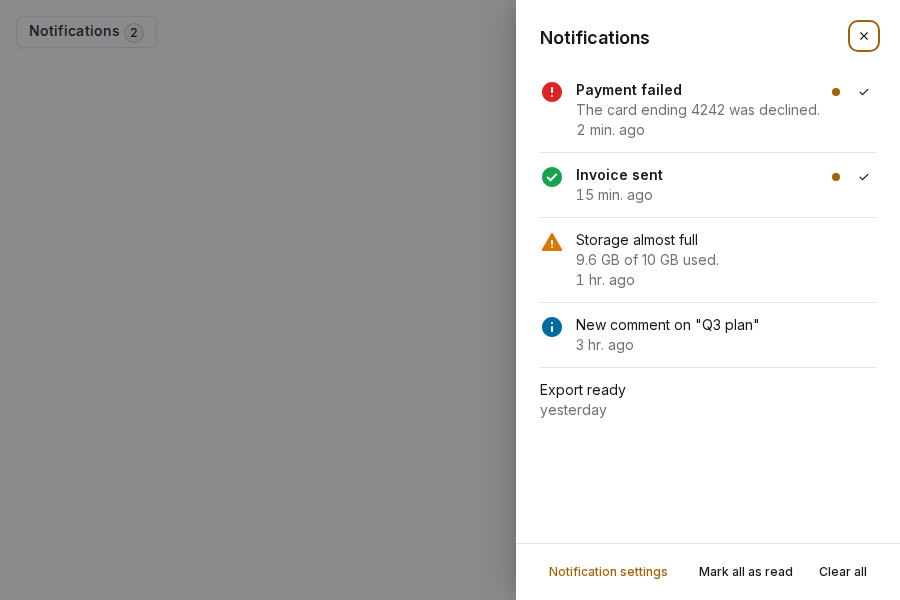 Notifications 2
Notifications
Payment failed
The card ending 4242 was declined.
2 min. ago
Invoice sent
15 min. ago
Storage almost full
9.6 GB of 10 GB used.
1 hr. ago
New comment on "Q3 plan"
3 hr. ago
Export ready
yesterday
Notification settings Mark all as read Clear all